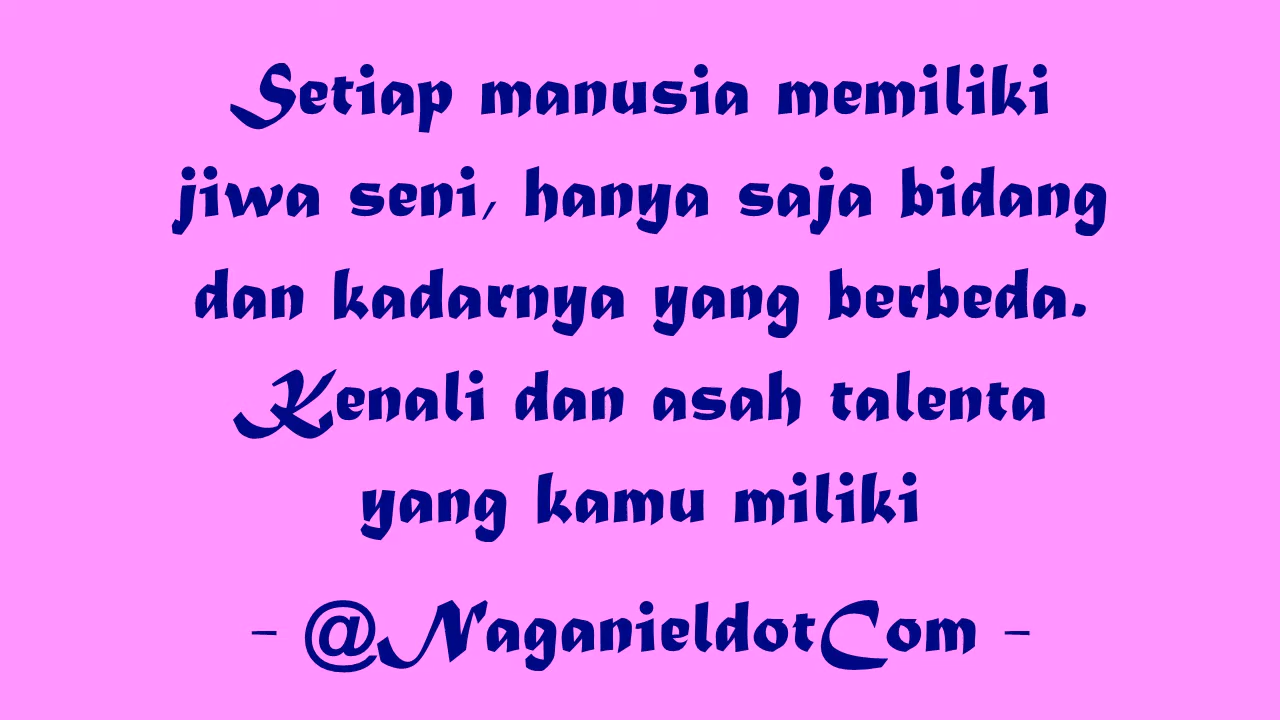 Setiap manusia memiliki
jiwa seni, hanya saja bidang
dan kadarnya yang berbeda.
Kenali dan asah talenta
yang kamu miliki
- @NaganieldotCom -